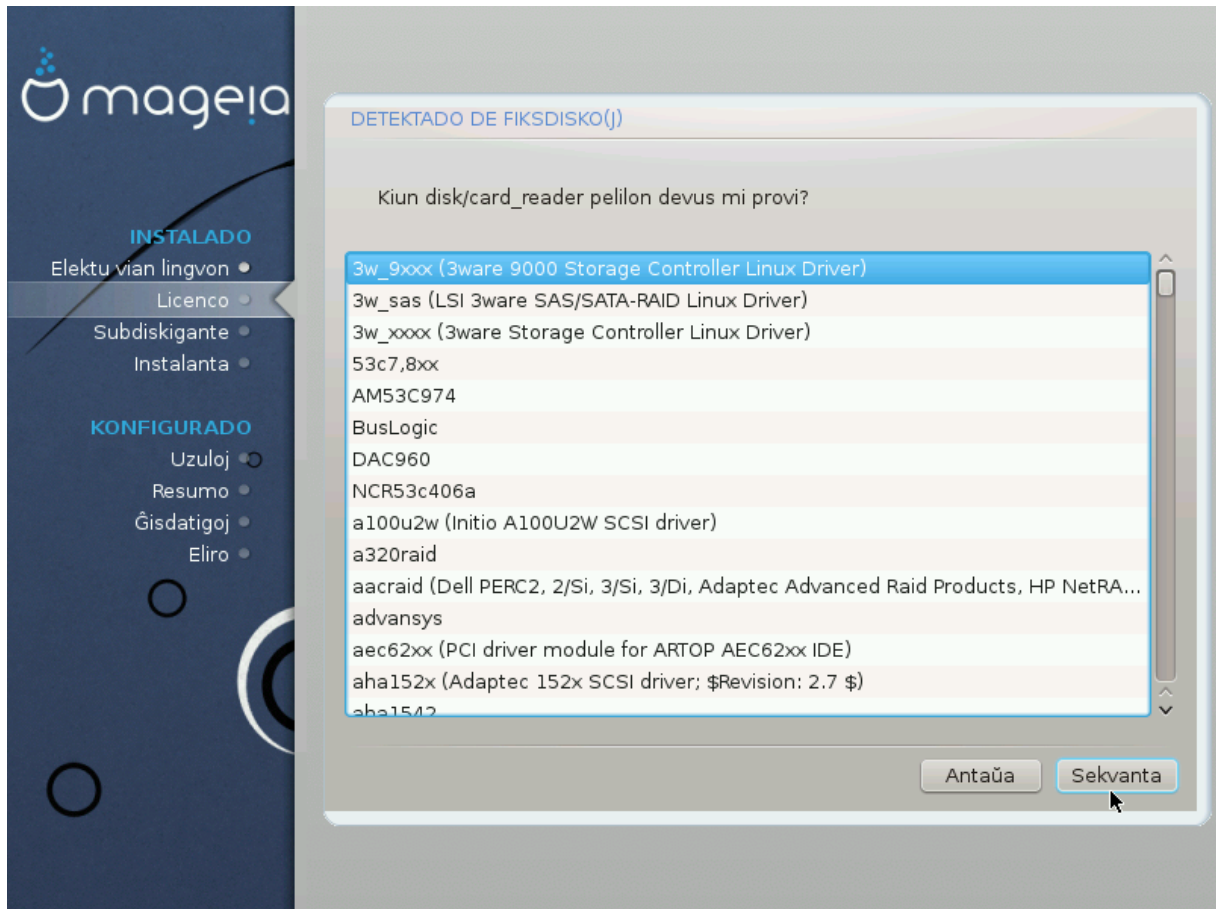 mageia
INSTALADO
Elektu vian lingvon
Licenco
Subdiskigante
Instalanta
KONFIGURADO
Uzuloj
Resumo
Ĝisdatigoj
Eliro
DETEKTADO DE FIKSDISKO(J)
Kiun disk/card_reader pelilon devus mi provi?
3w_9xxx (3ware 9000 Storage Controller Linux Driver)
3w_sas (LSI 3ware SAS/SATA-RAID Linux Driver)
3w_xxxx (3ware Storage Controller Linux Driver)
53c7,8xx
AM53C974
BusLogic
DAC960
NCR53c406a
a100u2w (Initio A100U2W SCSI driver)
a320raid
aacraid (Dell PERC2, 2/Si, 3/Si, 3/Di, Adaptec Advanced Raid Products, HP NetRA...
advansys
aec62xx (PCI driver module for ARTOP AEC62xx IDE)
aha152x (Adaptec 152x SCSI driver; $Revision: 2.7 $)
aha1542
Antaŭa
Sekvanta